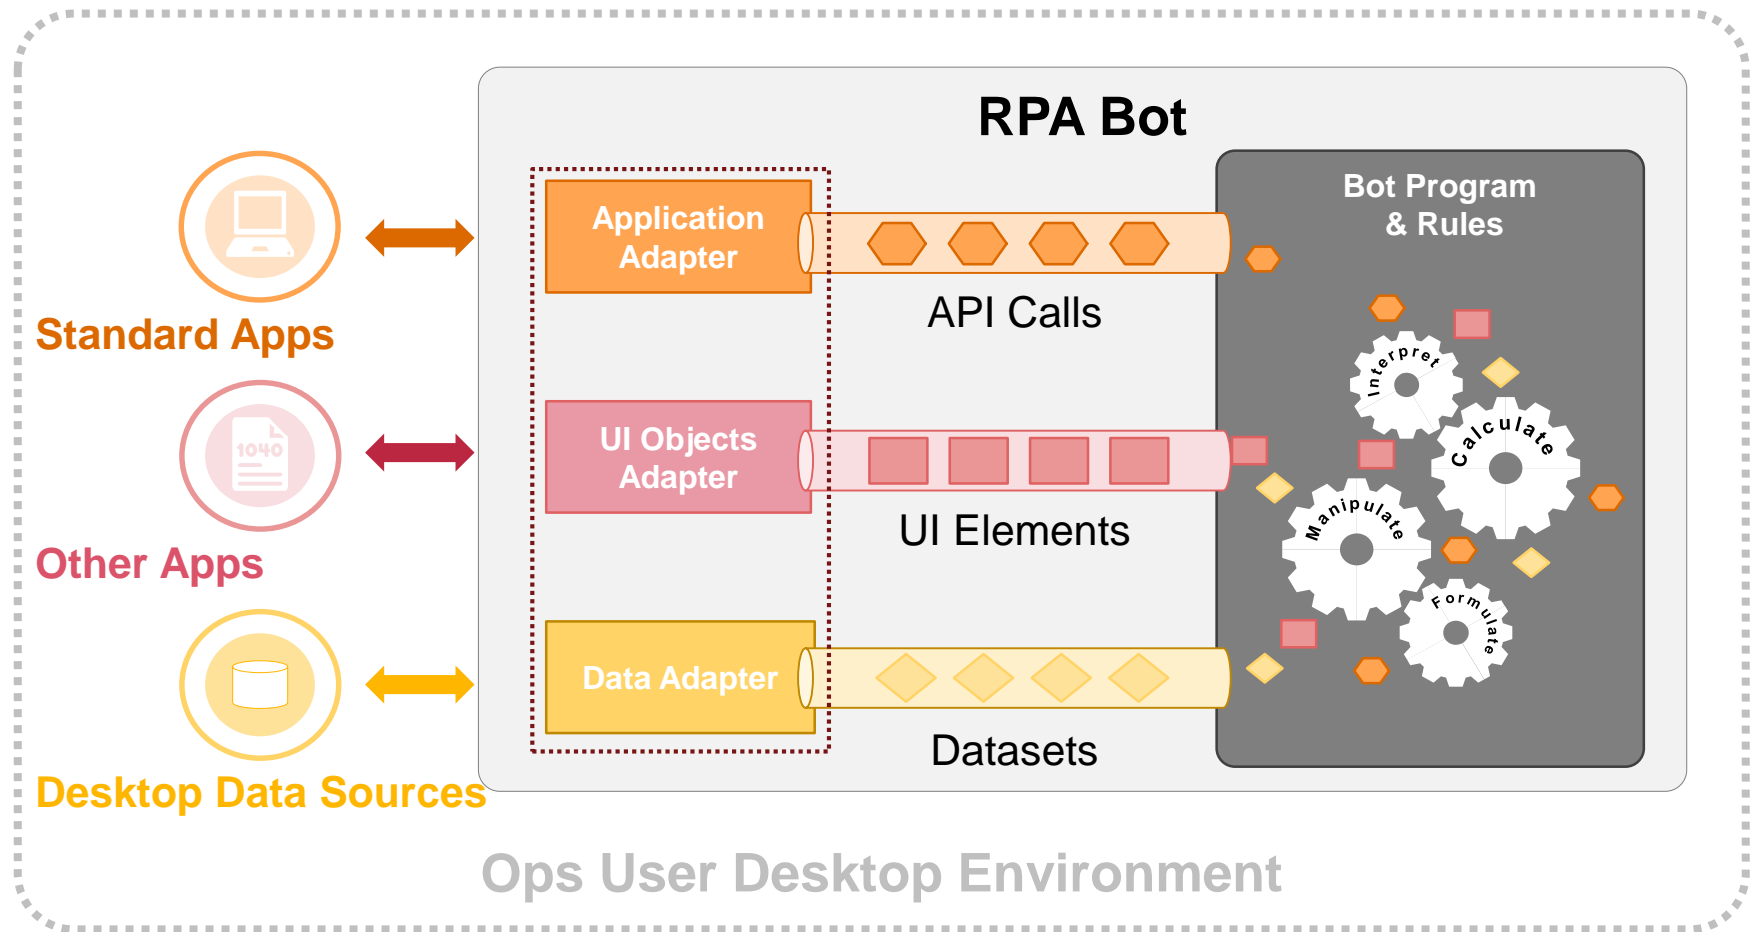 RPA Bot
Bot Program
& Rules
Application
Adapter
API Calls
Standard Apps
Interpret
Calculate
UI Objects
Adapter
1040
UI Elements
Manipulate
Other Apps
Formulate
Data Adapter
Datasets
Desktop Data Sources
Ops User Desktop Environment